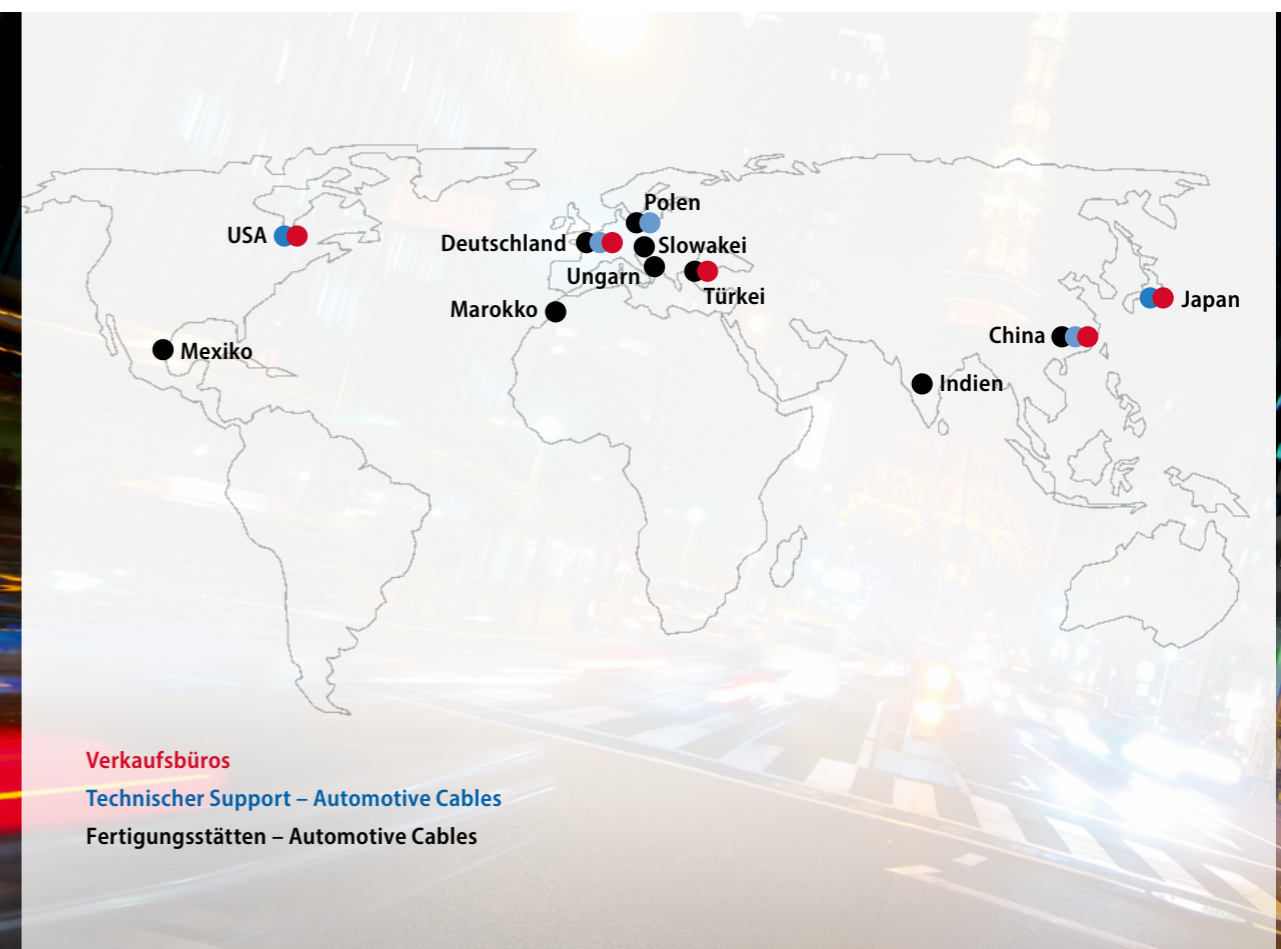 Polen
USA
Deutschland
Slowakei
Ungarn
Türkei
Marokko
Japan
China
Mexiko
Indien
Verkaufsbüros
Technischer Support – Automotive Cables
Fertigungsstätten – Automotive Cables